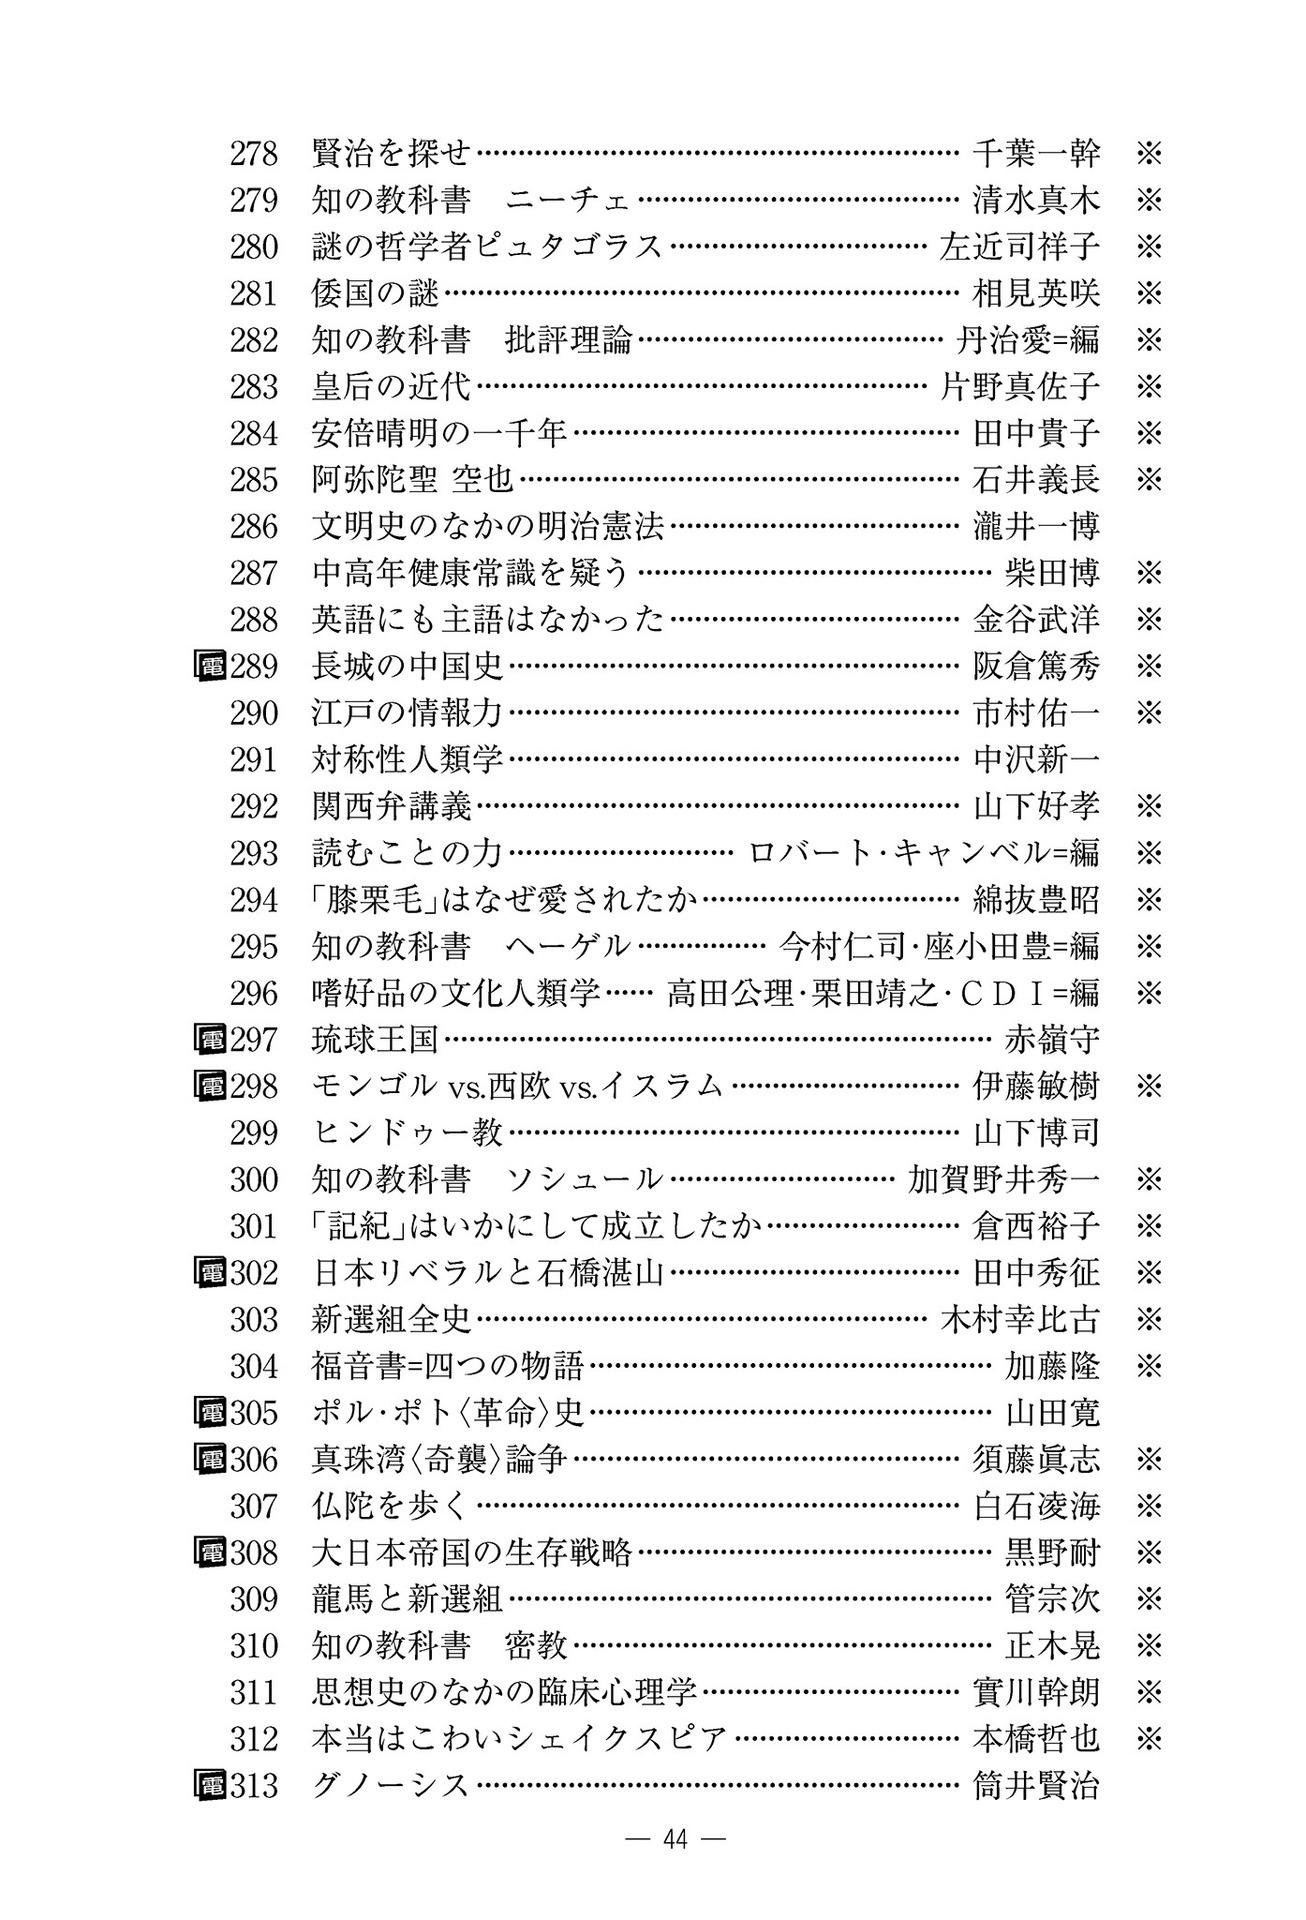 278 賢治を探せ…………………………………………………… 千葉一幹 ※
279 知の教科書　ニーチェ………………………………… 清水真木 ※
280 謎の哲学者ピュタゴラス…………………………… 左近司祥子 ※
281 倭国の謎……………………………………………………… 相見英咲 ※
282 知の教科書　批評理論……………………………… 丹治愛=編 ※
283 皇后の近代……………………………………………… 片野真佐子 ※
284 安倍晴明の一千年……………………………………… 田中貴子 ※
285 阿弥陀聖 空也…………………………………………… 石井義長 ※
286 文明史のなかの明治憲法…………………………… 瀧井一博
287 中高年健康常識を疑う…………………………………… 柴田博 ※
288 英語にも主語はなかった…………………………… 金谷武洋 ※
電289 長城の中国史……………………………………………… 阪倉篤秀 ※
290 江戸の情報力……………………………………………… 市村佑一 ※
291 対称性人類学……………………………………………… 中沢新一
292 関西弁講義………………………………………………… 山下好孝 ※
293 読むことの力……………………… ロバート・キャンベル=編 ※
294 「膝栗毛」はなぜ愛されたか………………………… 綿抜豊昭 ※
295 知の教科書　ヘーゲル…………… 今村仁司・座小田豊=編 ※
296 嗜好品の文化人類学…… 高田公理・栗田靖之・ＣＤＩ=編 ※
電297 琉球王国………………………………………………………… 赤嶺守
電298 モンゴル vs.西欧 vs.イスラム……………………… 伊藤敏樹 ※
299 ヒンドゥー教……………………………………………… 山下博司
300 知の教科書　ソシュール……………………… 加賀野井秀一 ※
301 「記紀」はいかにして成立したか………………… 倉西裕子 ※
電302 日本リベラルと石橋湛山…………………………… 田中秀征 ※
303 新選組全史……………………………………………… 木村幸比古 ※
304 福音書=四つの物語………………………………………… 加藤隆 ※
電305 ポル・ポト〈革命〉史………………………………………… 山田寛
電306 真珠湾〈奇襲〉論争……………………………………… 須藤眞志 ※
307 仏陀を歩く………………………………………………… 白石凌海 ※
電308 大日本帝国の生存戦略…………………………………… 黒野耐 ※
309 龍馬と新選組………………………………………………… 管宗次 ※
310 知の教科書　密教…………………………………………… 正木晃 ※
311 思想史のなかの臨床心理学………………………… 實川幹朗 ※
312 本当はこわいシェイクスピア……………………… 本橋哲也 ※
電313 グノーシス………………………………………………… 筒井賢治
― 44 ―